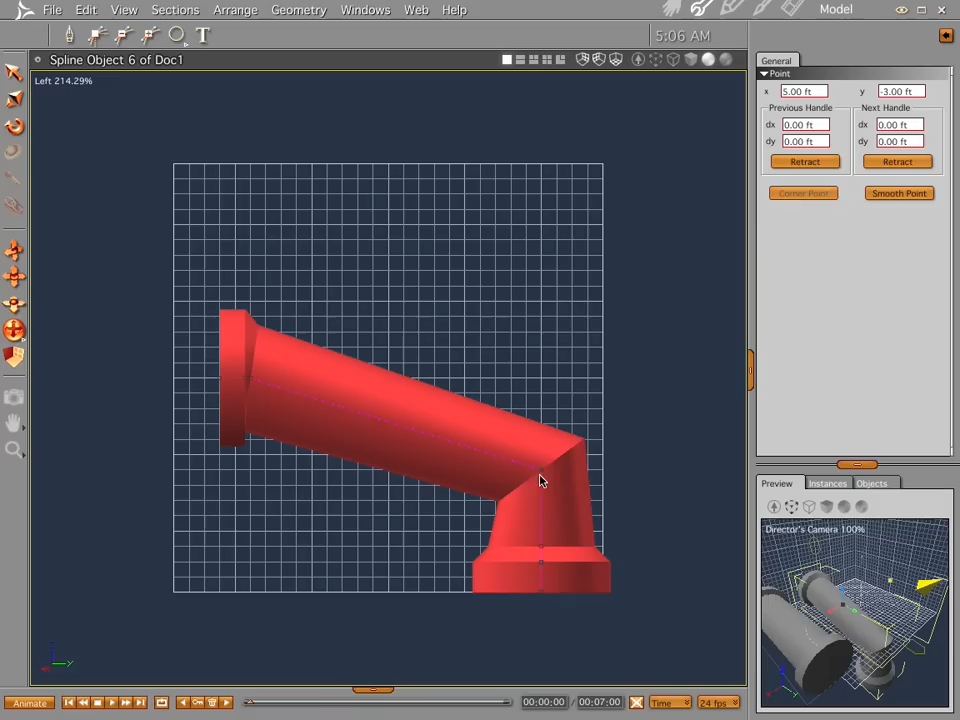 File Edit View Sections Arrange Geometry Windows Web Help Model
T 5:06 AM
Spline Object 6 of Doc1
Left 214.29%
General
Point
x 5.00 ft y -3.00 ft
Previous Handle Next Handle
dx 0.00 ft dx 0.00 ft
dy 0.00 ft dy 0.00 ft
Retract Retract
Corner Point Smooth Point
Preview Instances Objects
Director's Camera 100%
Animate 00:00:00 / 00:07:00 Time 24 fps